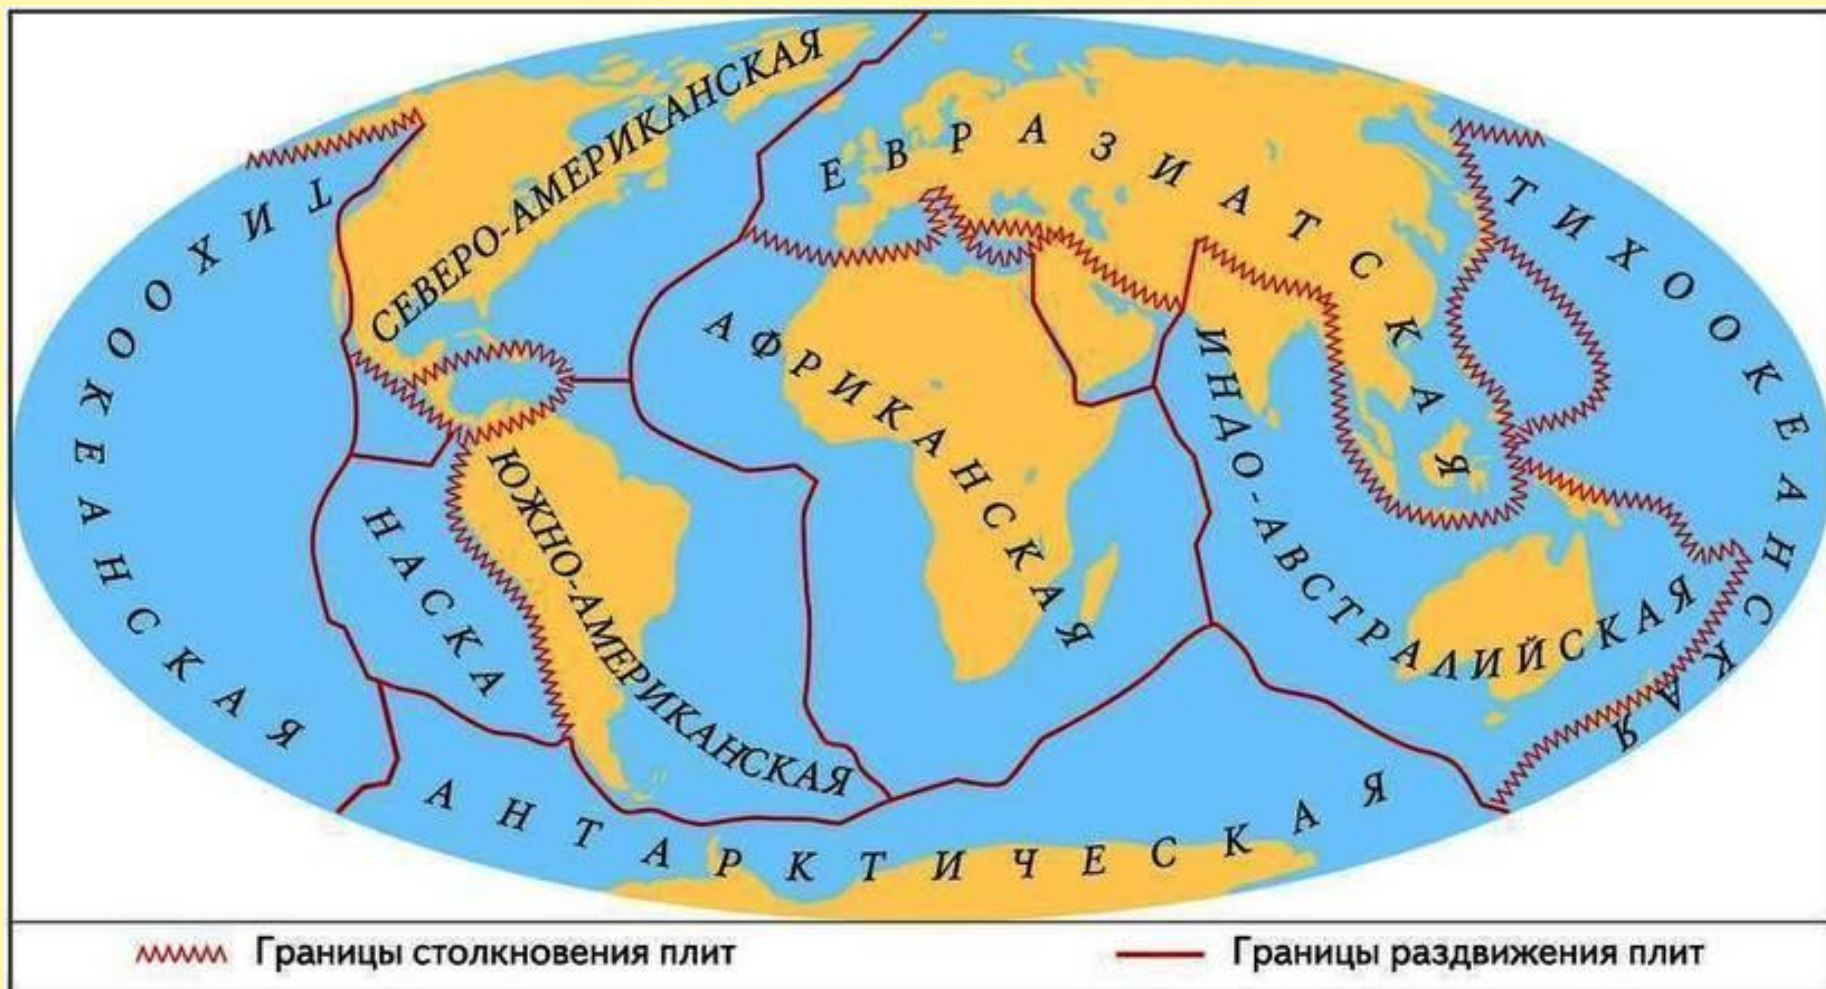 СЕВЕРО-АМЕРИКАНСКАЯ
ЕВРАЗИАТСКАЯ
ТИХООКЕАНСКАЯ
ТИХООКЕАНСКАЯ
АФРИКАНСКАЯ
ИНДО-АВСТРАЛИЙСКАЯ
НАСКА
ЮЖНО-АМЕРИКАНСКАЯ
АНТАРКТИЧЕСКАЯ
Границы столкновения плит
Границы раздвижения плит